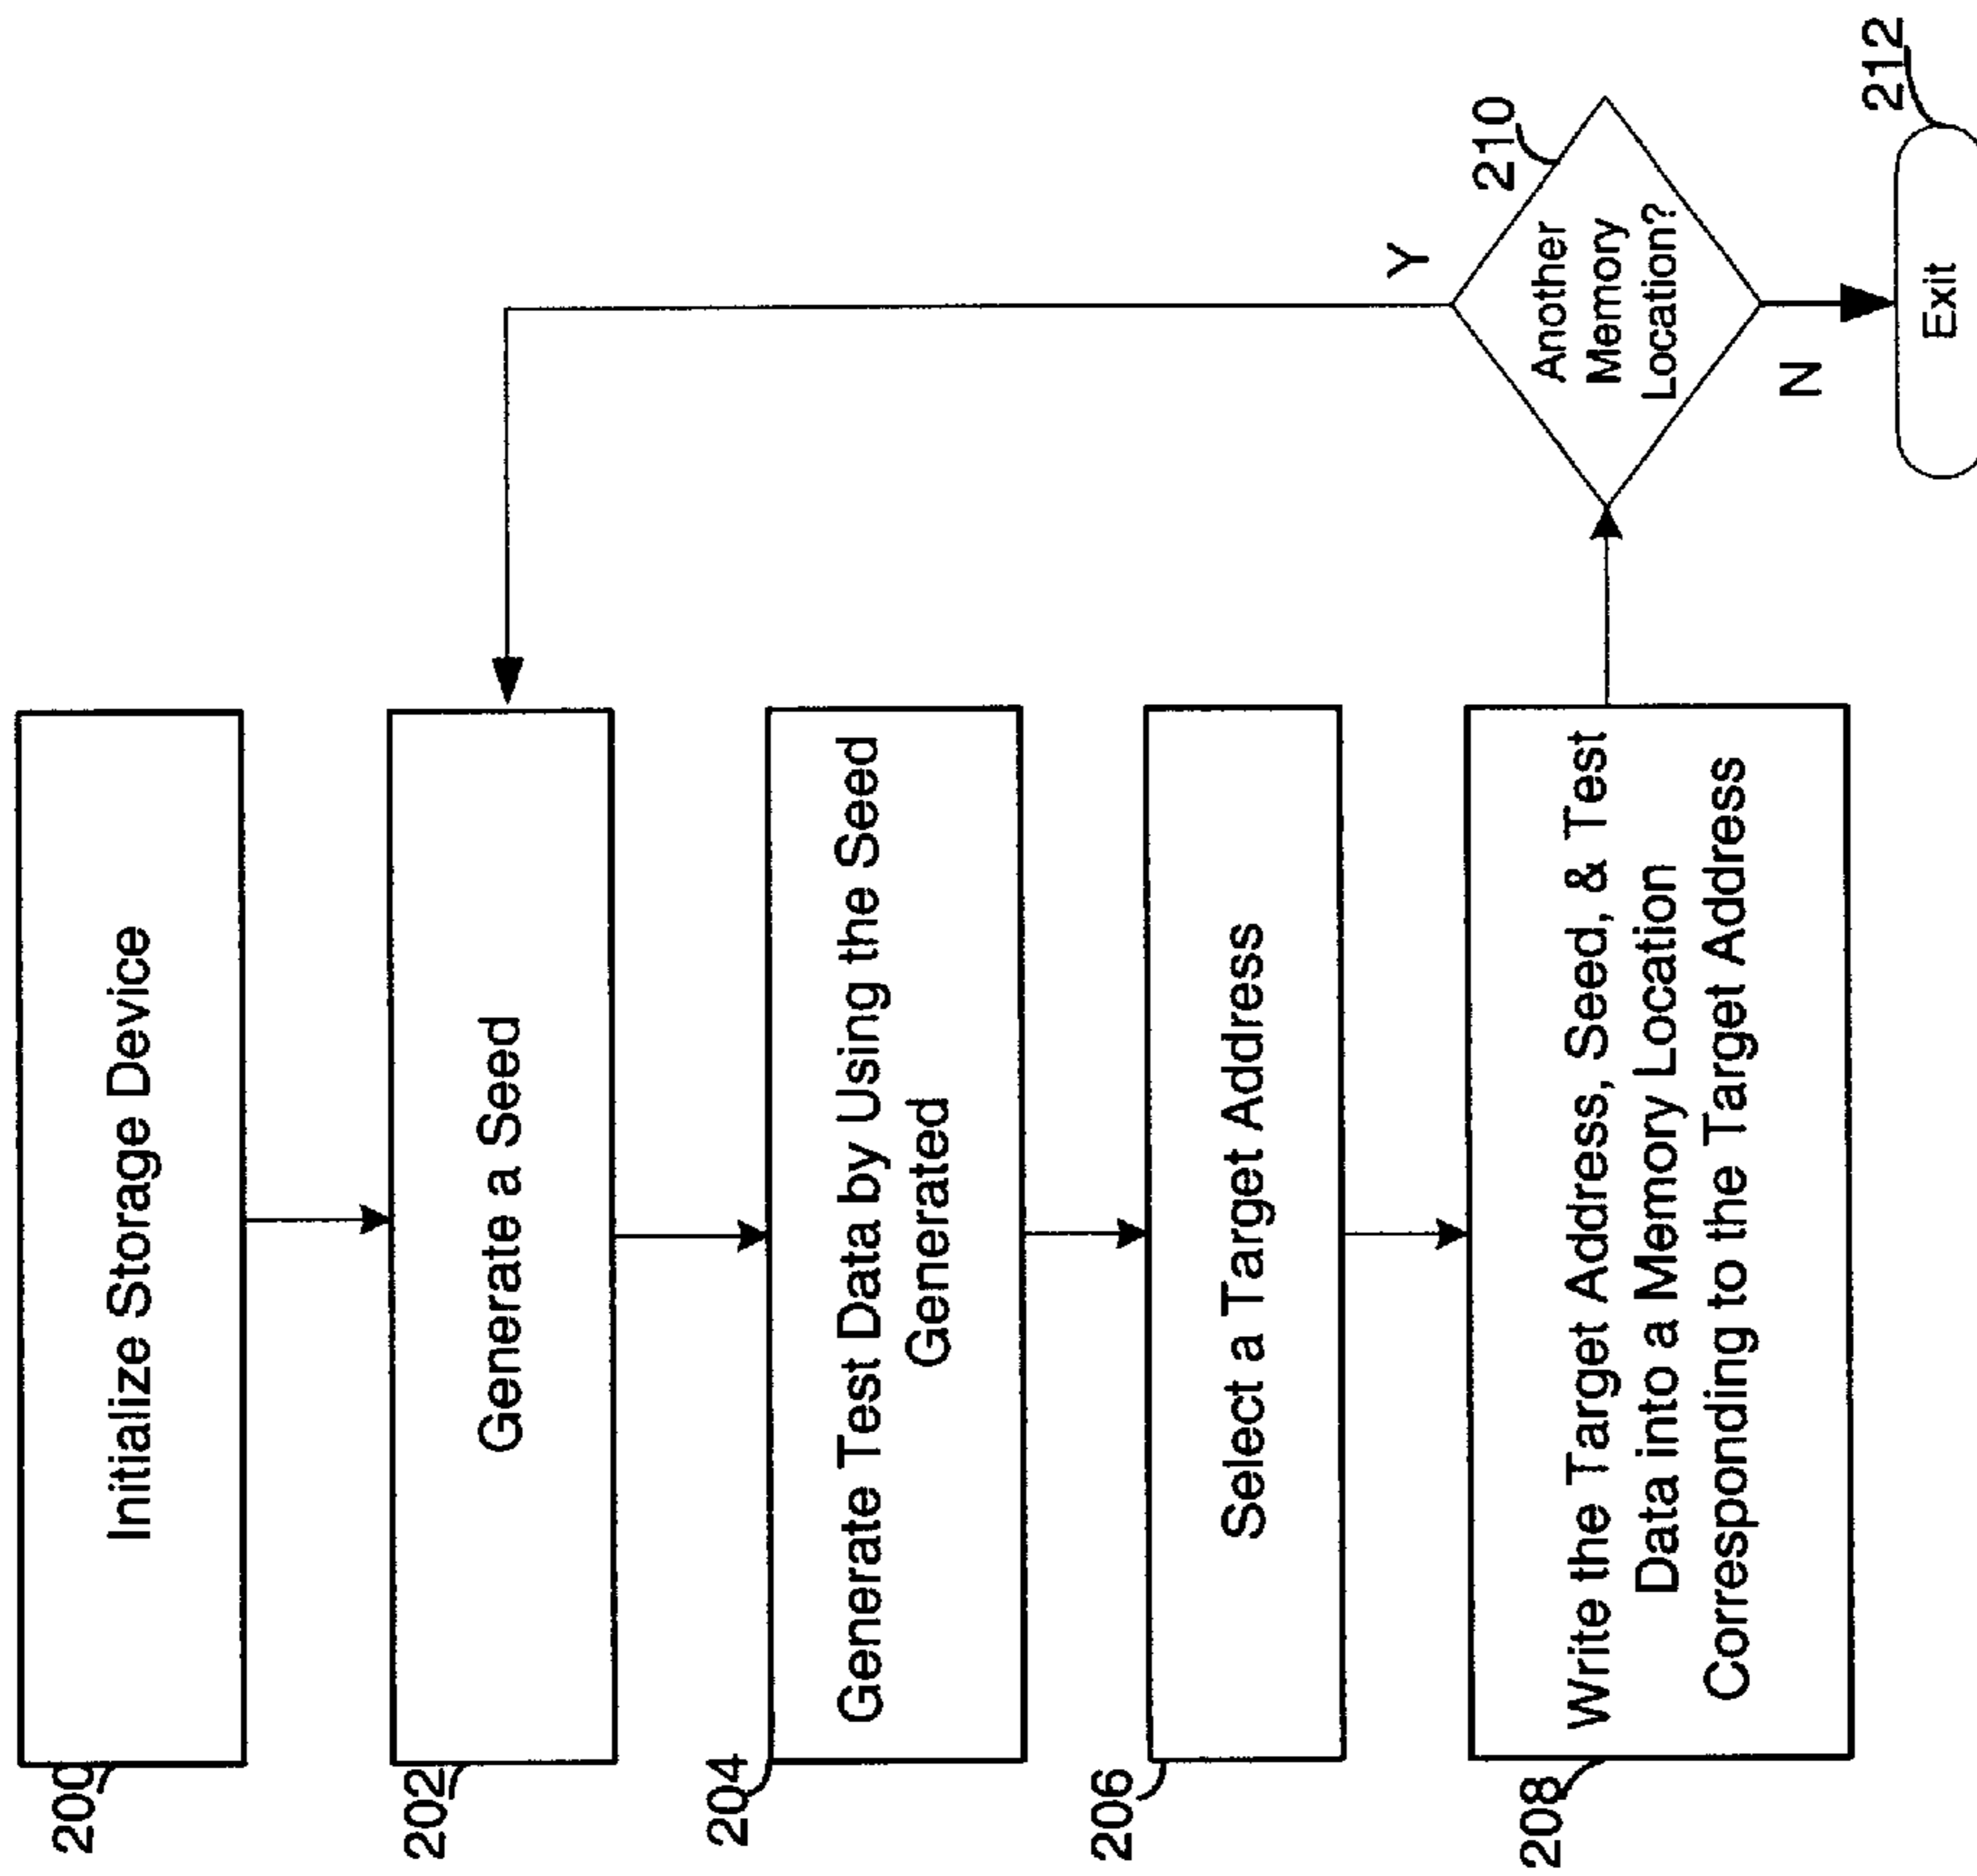 200
Initialize Storage Device
202
Generate a Seed
204
Generate Test Data by Using the Seed
Generated
206
Select a Target Address
208
Write the Target Address, Seed, & Test
Data into a Memory Location
Corresponding to the Target Address
210
Another
Memory
Location?
Y
N
212
Exit